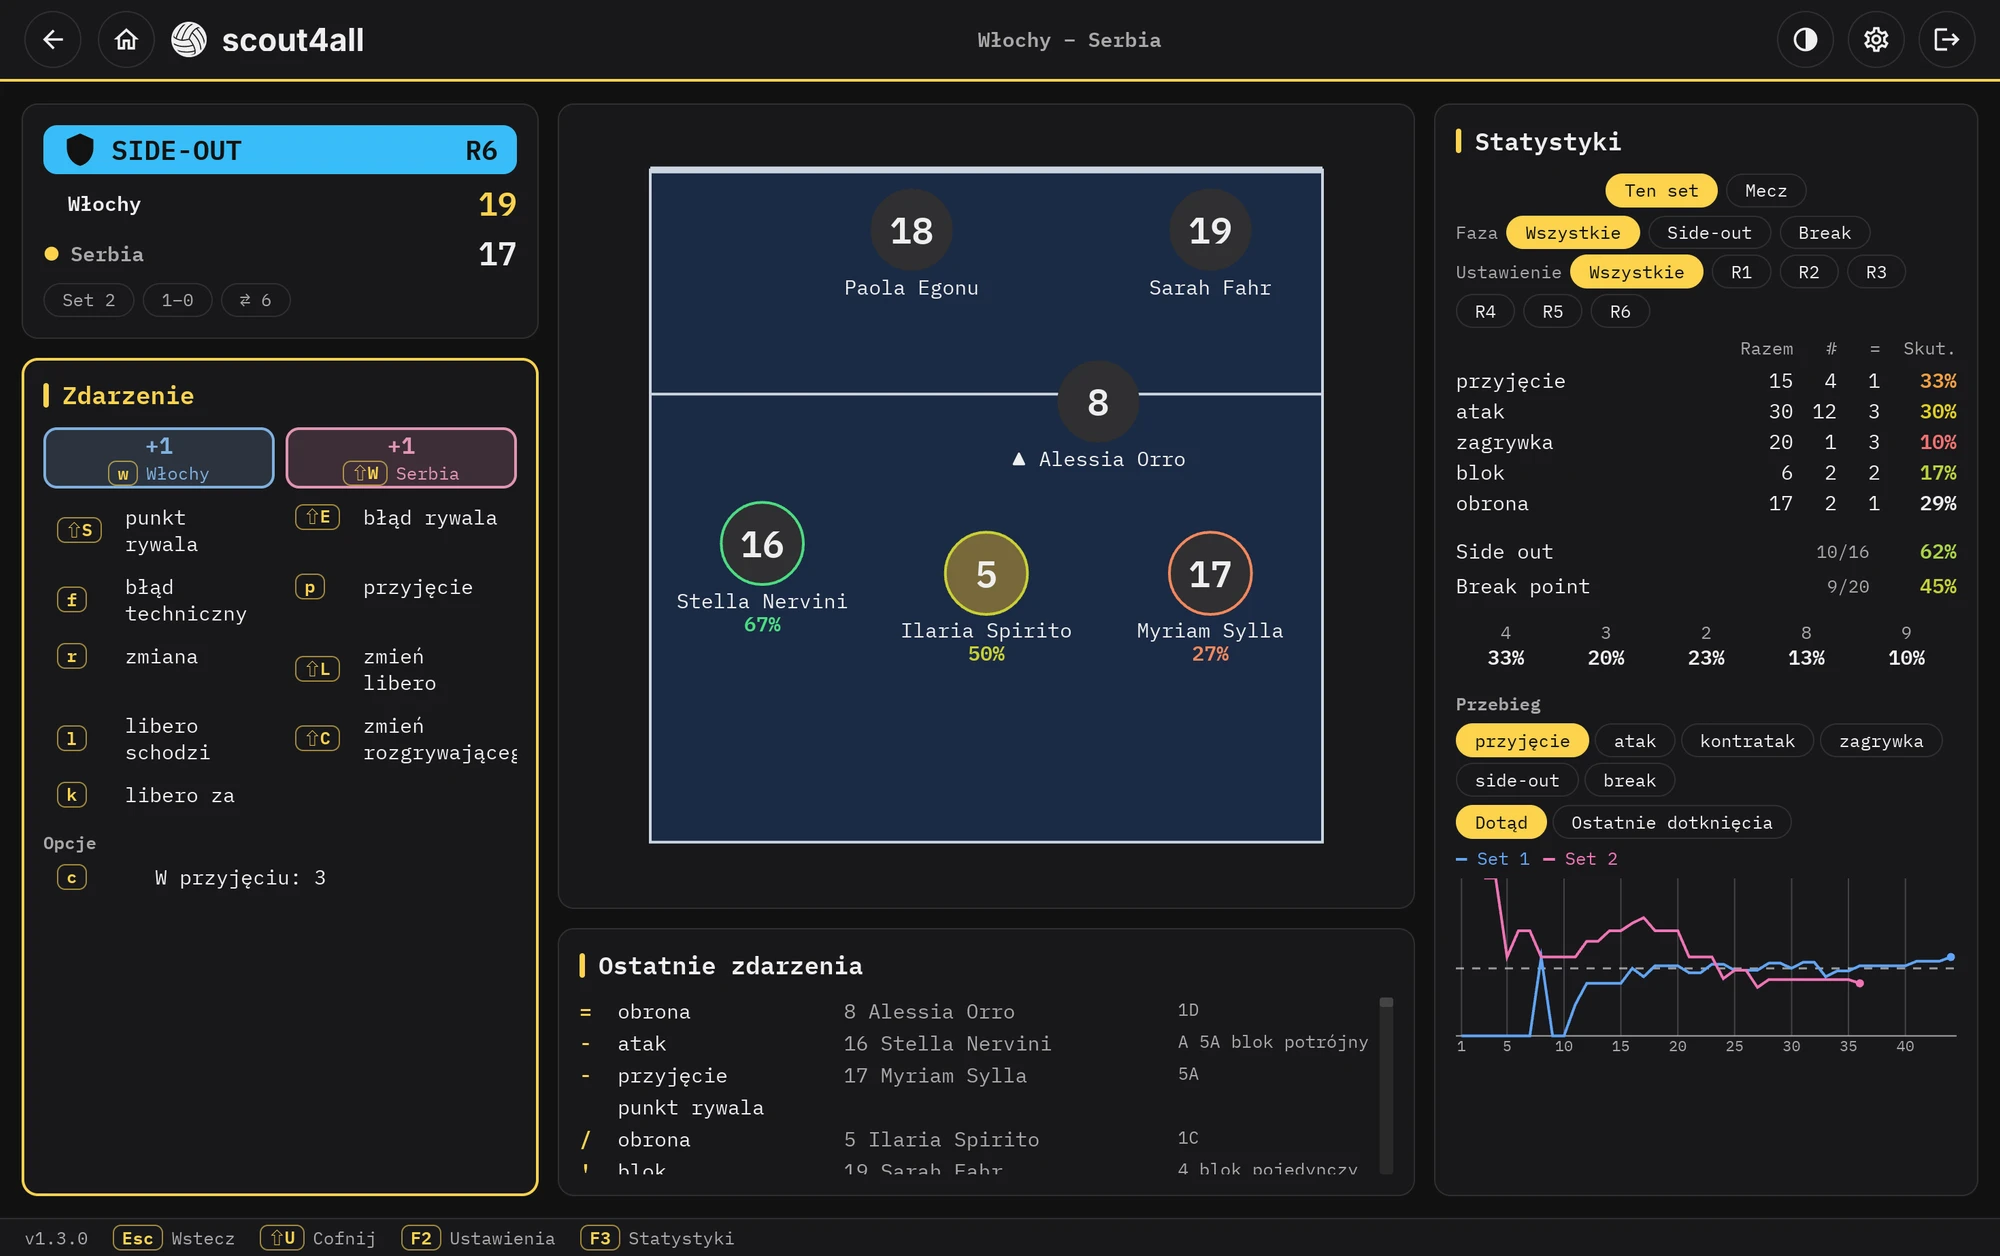 scout4all
Włochy – Serbia
SIDE-OUT R6
Włochy 19
Serbia 17
Set 2 1–0 ⇄ 6
Zdarzenie
+1 +1
w Włochy ⇧W Serbia
⇧S punkt rywala ⇧E błąd rywala
f błąd techniczny p przyjęcie
r zmiana ⇧L zmień libero
l libero schodzi ⇧C zmień rozgrywająceg
k libero za
Opcje
c W przyjęciu: 3
18 19
Paola Egonu Sarah Fahr
8
▲ Alessia Orro
16 5 17
Stella Nervini
67%
Ilaria Spirito Myriam Sylla
50% 27%
Ostatnie zdarzenia
= obrona 8 Alessia Orro 1D
- atak 16 Stella Nervini A 5A blok potrójny
- przyjęcie 17 Myriam Sylla 5A
punkt rywala
/ obrona 5 Ilaria Spirito 1C
! blok 19 Sarah Fahr 4 blok pojedynczy
Statystyki
Ten set Mecz
Faza Wszystkie Side-out Break
Ustawienie Wszystkie R1 R2 R3
R4 R5 R6
Razem # = Skut.
przyjęcie 15 4 1 33%
atak 30 12 3 30%
zagrywka 20 1 3 10%
blok 6 2 2 17%
obrona 17 2 1 29%
Side out 10/16 62%
Break point 9/20 45%
4 3 2 8 9
33% 20% 23% 13% 10%
Przebieg
przyjęcie atak kontratak zagrywka
side-out break
Dotąd Ostatnie dotknięcia
Set 1 Set 2
1 5 10 15 20 25 30 35 40
v1.3.0 Esc Wstecz ⇧U Cofnij F2 Ustawienia F3 Statystyki